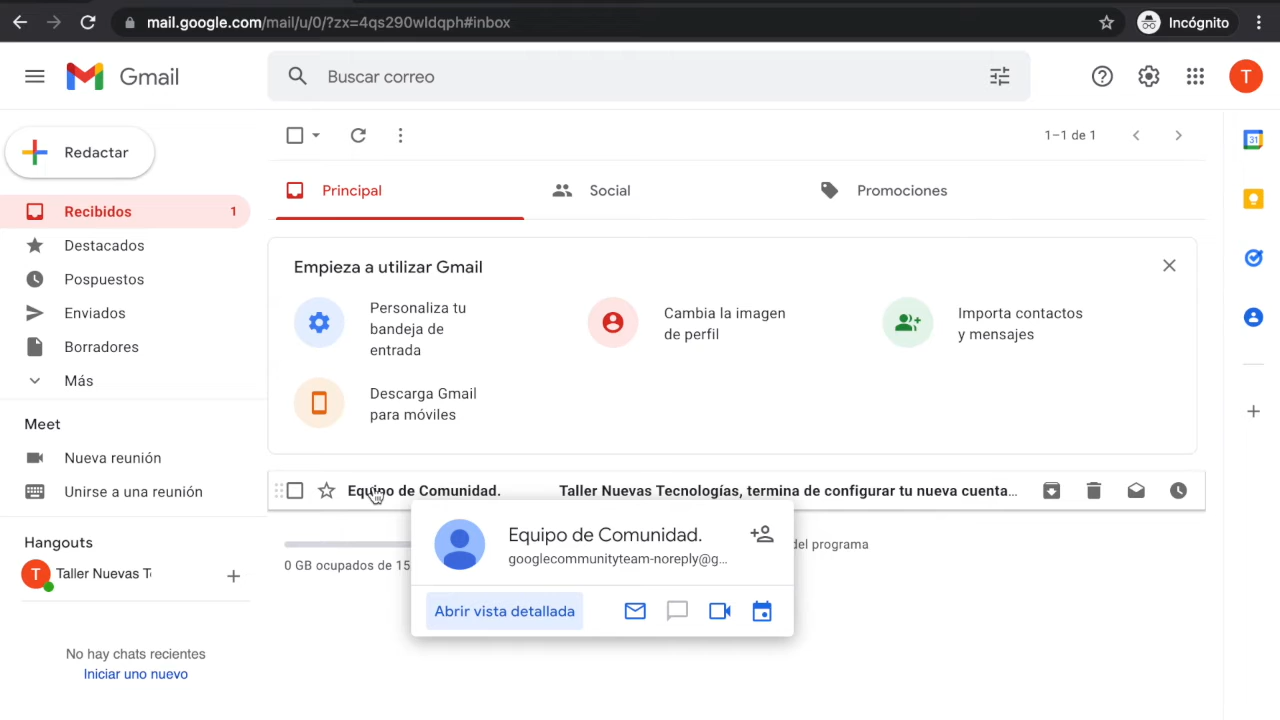 mail.google.com/mail/u/0/?zx=4qs290wldqph#inbox
Incógnito
Gmail
Buscar correo
T
Redactar
1–1 de 1
31
Principal
Social
Promociones
Recibidos
1
Destacados
Pospuestos
Enviados
Borradores
Más
Empieza a utilizar Gmail
Personaliza tu
bandeja de
entrada
Cambia la imagen
de perfil
Importa contactos
y mensajes
Descarga Gmail
para móviles
Meet
Nueva reunión
Unirse a una reunión
Equipo de Comunidad.
Taller Nuevas Tecnologías, termina de configurar tu nueva cuenta...
Equipo de Comunidad.
googlecommunityteam-noreply@g...
del programa
0 GB ocupados de 15
Abrir vista detallada
Hangouts
T
Taller Nuevas T
No hay chats recientes
Iniciar uno nuevo